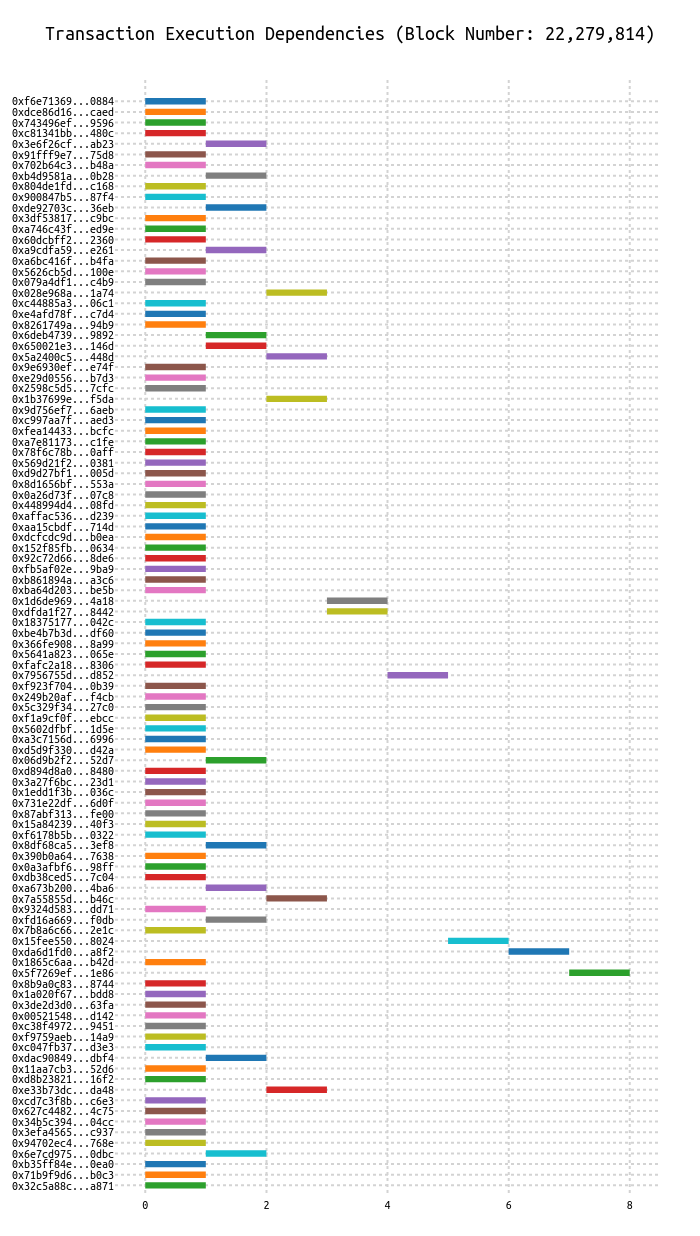 Transaction Execution Dependencies (Block Number: 22,279,814)
0xf6e71369...0884
0xdce86d16...caed
0x743496ef...9596
0xc81341bb...480c
0x3e6f26cf...ab23
0x91fff9e7...75d8
0x702b64c3...b48a
0xb4d9581a...0b28
0x804de1fd...c168
0x900847b5...87f4
0xde92703c...36eb
0x3df53817...c9bc
0xa746c43f...ed9e
0x60dcbff2...2360
0xa9cdfa59...e261
0xa6bc416f...b4fa
0x5626cb5d...100e
0x079a4df1...c4b9
0x028e968a...1a74
0xc44885a3...06c1
0xe4afd78f...c7d4
0x8261749a...94b9
0x6deb4739...9892
0x650021e3...146d
0x5a2400c5...448d
0x9e6930ef...e74f
0xe29d0556...b7d3
0x2598c5d5...7cfc
0x1b37699e...f5da
0x9d756ef7...6aeb
0xc997aa7f...aed3
0xfea14433...bcfc
0xa7e81173...c1fe
0x78f6c78b...0aff
0x569d21f2...0381
0xd9d27bf1...005d
0x8d1656bf...553a
0x0a26d73f...07c8
0x448994d4...08fd
0xaffac536...d239
0xaa15cbdf...714d
0xdcfcdc9d...b0ea
0x152f85fb...0634
0x92c72d66...8de6
0xfb5af02e...9ba9
0xb861894a...a3c6
0xba64d203...be5b
0x1d6de969...4a18
0xdfda1f27...8442
0x18375177...042c
0xbe4b7b3d...df60
0x366fe908...8a99
0x5641a823...065e
0xfafc2a18...8306
0x7956755d...d852
0xf923f704...0b39
0x249b20af...f4cb
0x5c329f34...27c0
0xf1a9cf0f...ebcc
0x5602dfbf...1d5e
0xa3c7156d...6996
0xd5d9f330...d42a
0x06d9b2f2...52d7
0xd894d8a0...8480
0x3a27f6bc...23d1
0x1edd1f3b...036c
0x731e22df...6d0f
0x87abf313...fe00
0x15a84239...40f3
0xf6178b5b...0322
0x8df68ca5...3ef8
0x390b0a64...7638
0x0a3afbf6...98ff
0xdb38ced5...7c04
0xa673b200...4ba6
0x7a55855d...b46c
0x9324d583...dd71
0xfd16a669...f0db
0x7b8a6c66...2e1c
0x15fee550...8024
0xda6d1fd0...a8f2
0x1865c6aa...b42d
0x5f7269ef...1e86
0x8b9a0c83...8744
0x1a020f67...bdd8
0x3de2d3d0...63fa
0x00521548...d142
0xc38f4972...9451
0xf9759aeb...14a9
0xc047fb37...d3e3
0xdac90849...dbf4
0x11aa7cb3...52d6
0xd8b23821...16f2
0xe33b73dc...da48
0xcd7c3f8b...c6e3
0x627c4482...4c75
0x34b5c394...04cc
0x3efa4565...c937
0x94702ec4...768e
0x6e7cd975...0dbc
0xb35ff84e...0ea0
0x71b9f9d6...b0c3
0x32c5a88c...a871
0 2 4 6 8